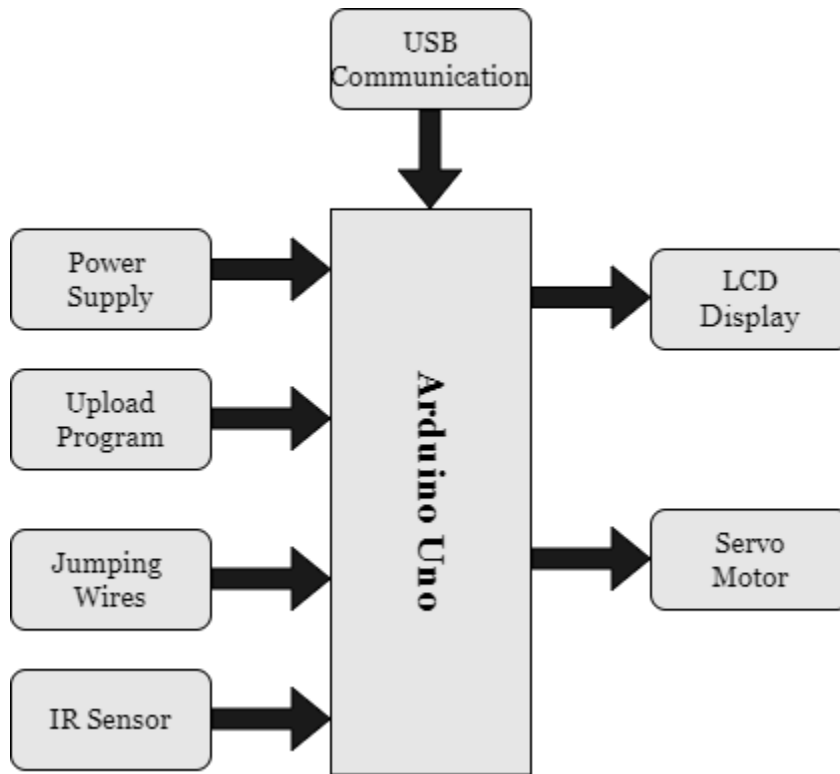 USB
Communication
Power
Supply
Upload
Program
Jumping
Wires
IR Sensor
Arduino Uno
LCD
Display
Servo
Motor